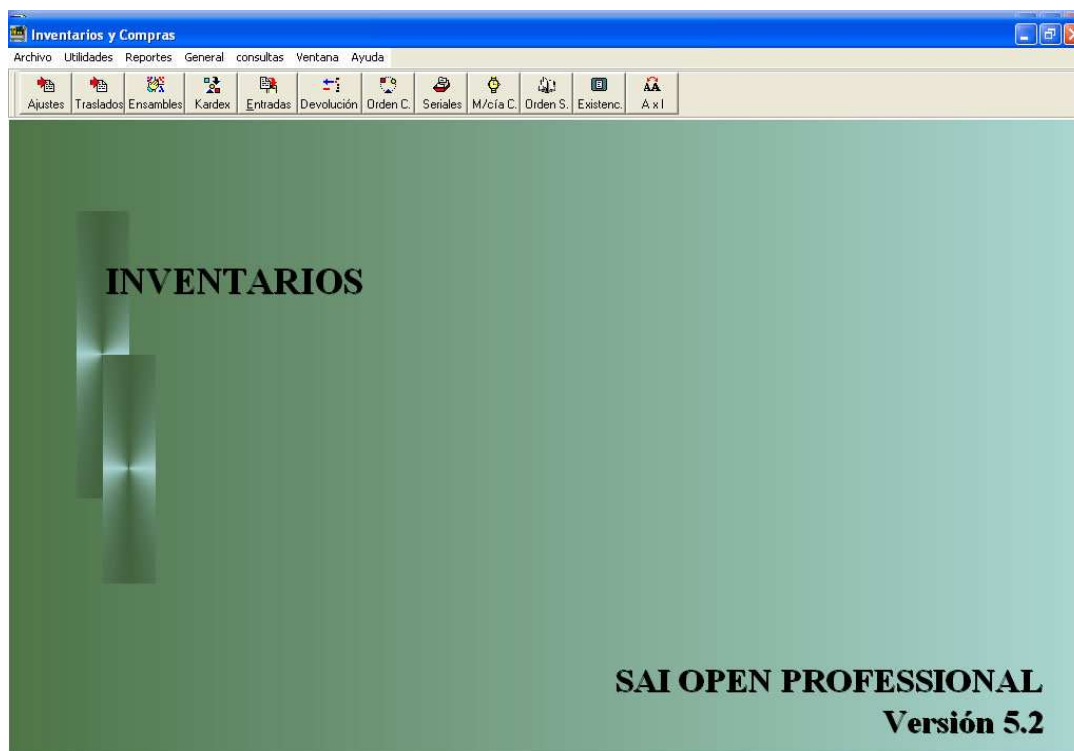 Inventarios y Compras
Archivo Utilidades Reportes General consultas Ventana Ayuda
Ajustes Traslados Ensambles Kardex Entradas Devolución Orden C. Seriales M/cía C. Orden S. Existenc. A x I
INVENTARIOS
SAI OPEN PROFESSIONAL
Versión 5.2